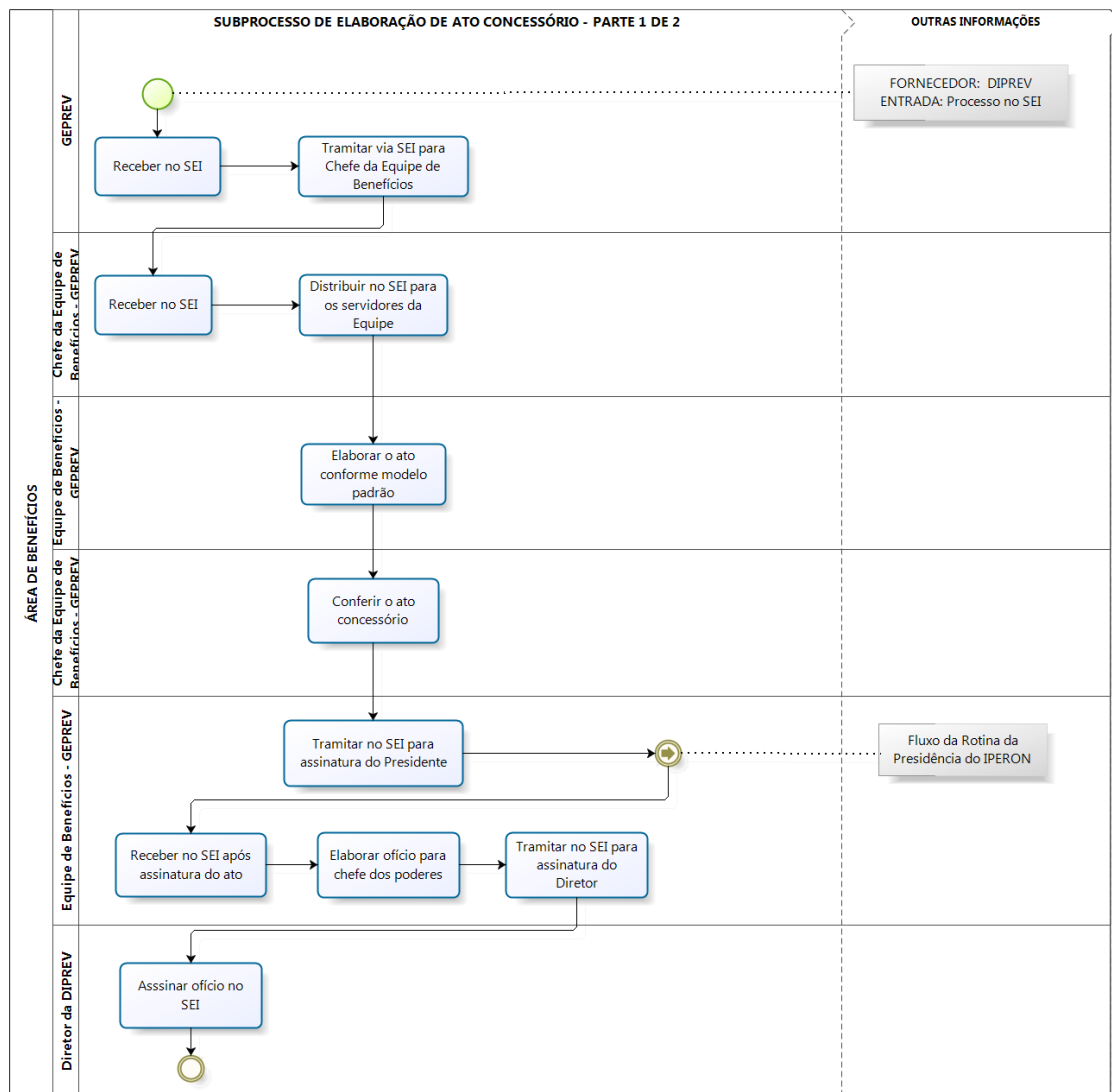 SUBPROCESSO DE ELABORAÇÃO DE ATO CONCESSÓRIO - PARTE 1 DE 2
OUTRAS INFORMAÇÕES
ÁREA DE BENEFÍCIOS
GEPREV
FORNECEDOR:  DIPREV
ENTRADA: Processo no SEI
Receber no SEI
Tramitar via SEI para
Chefe da Equipe de
Benefícios
Chefe da Equipe de
Benefícios - GEPREV
Receber no SEI
Distribuir no SEI para
os servidores da
Equipe
Equipe de Benefícios -
GEPREV
Elaborar o ato
conforme modelo
padrão
Chefe da Equipe de
Benefícios - GEPREV
Conferir o ato
concessório
Equipe de Benefícios - GEPREV
Tramitar no SEI para
assinatura do Presidente
Fluxo da Rotina da
Presidência do IPERON
Receber no SEI após
assinatura do ato
Elaborar ofício para
chefe dos poderes
Tramitar no SEI para
assinatura do
Diretor
Diretor da DIPREV
Asssinar ofício no
SEI